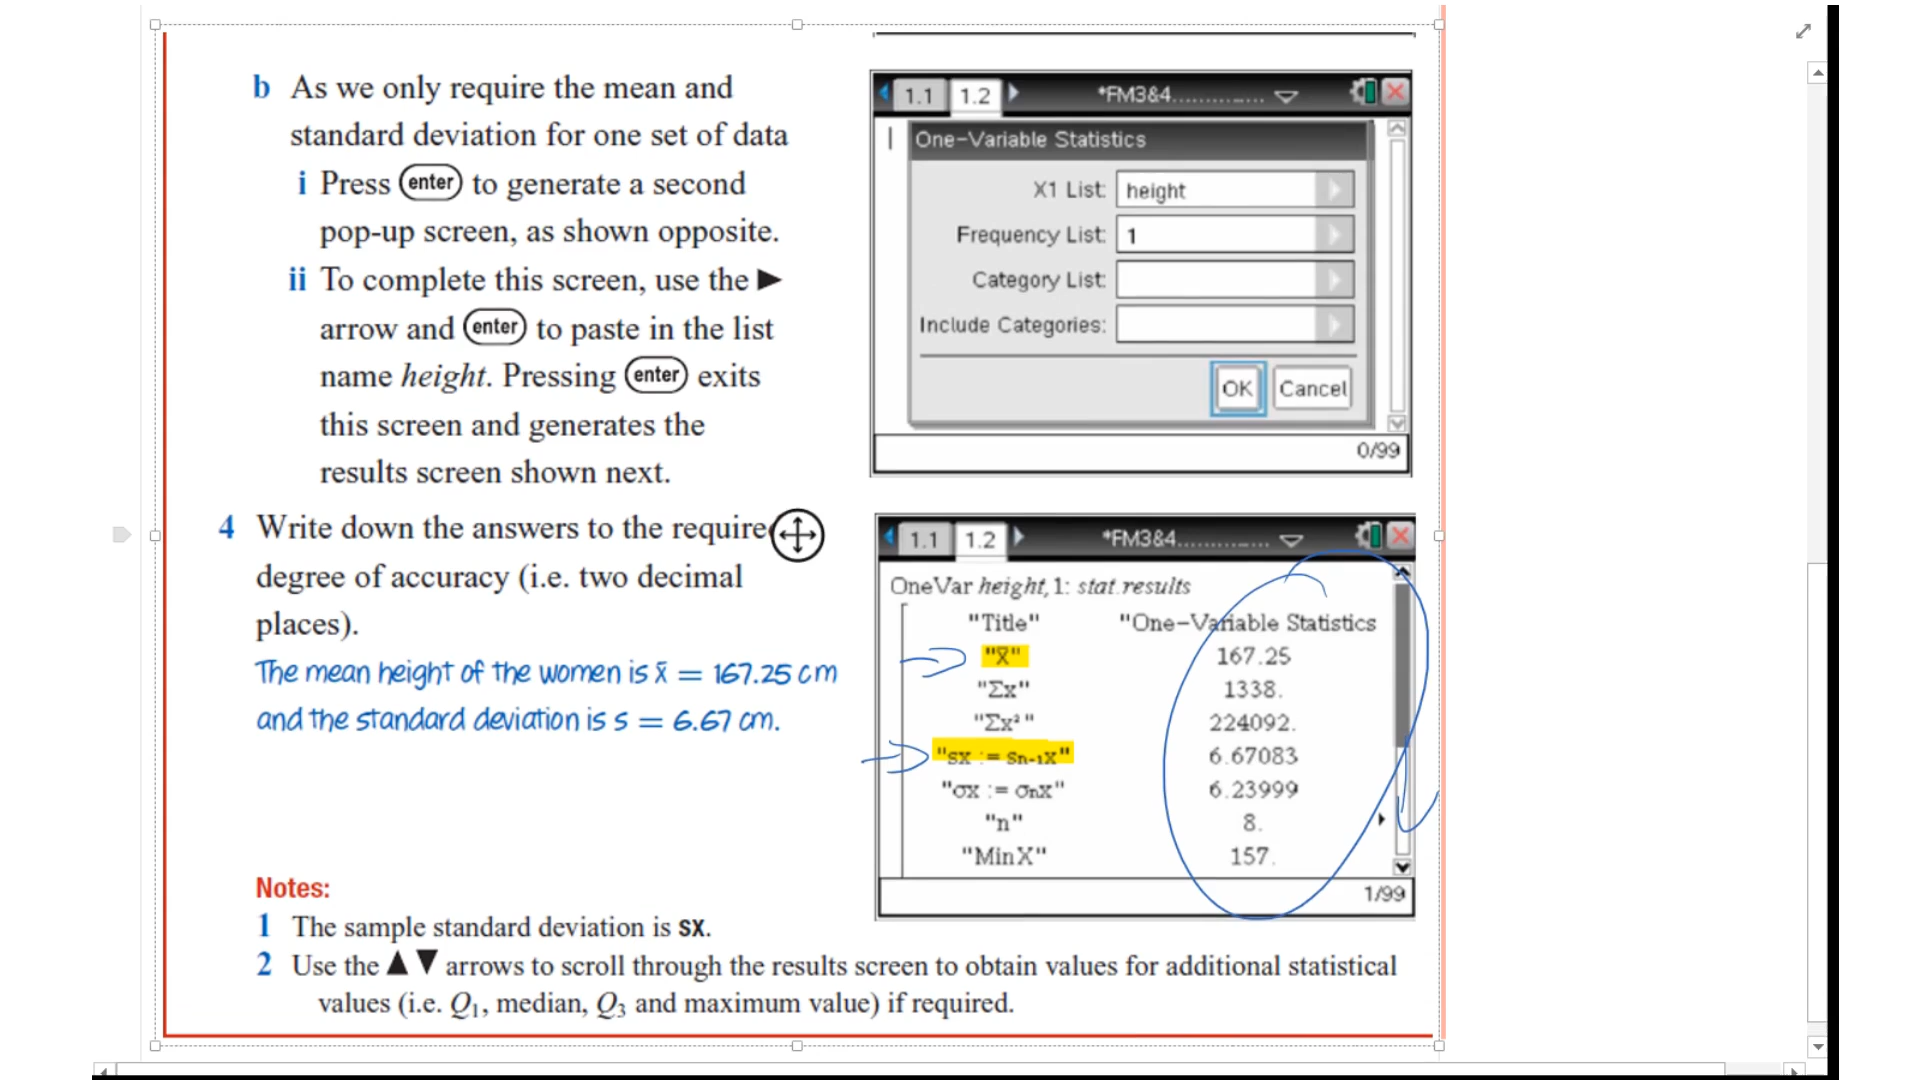 b As we only require the mean and
standard deviation for one set of data
i Press enter to generate a second
pop-up screen, as shown opposite.
ii To complete this screen, use the ►
arrow and enter to paste in the list
name height. Pressing enter exits
this screen and generates the
results screen shown next.
1.1 1.2 *FM3&4..............
One-Variable Statistics
X1 List: height
Frequency List: 1
Category List:
Include Categories:
OK Cancel
0/99
4 Write down the answers to the require
degree of accuracy (i.e. two decimal
places).
The mean height of the women is x̄ = 167.25 cm
and the standard deviation is s = 6.67 cm.
1.1 1.2 *FM3&4..............
OneVar height,1: stat.results
"Title" "One-Variable Statistics
"x̄" 167.25
"Σx" 1338.
"Σx²" 224092.
"sx := sn-1x" 6.67083
"σx := σnx" 6.23999
"n" 8.
"MinX" 157.
1/99
Notes:
1 The sample standard deviation is sx.
2 Use the ▲ ▼ arrows to scroll through the results screen to obtain values for additional statistical
values (i.e. Q1, median, Q3 and maximum value) if required.